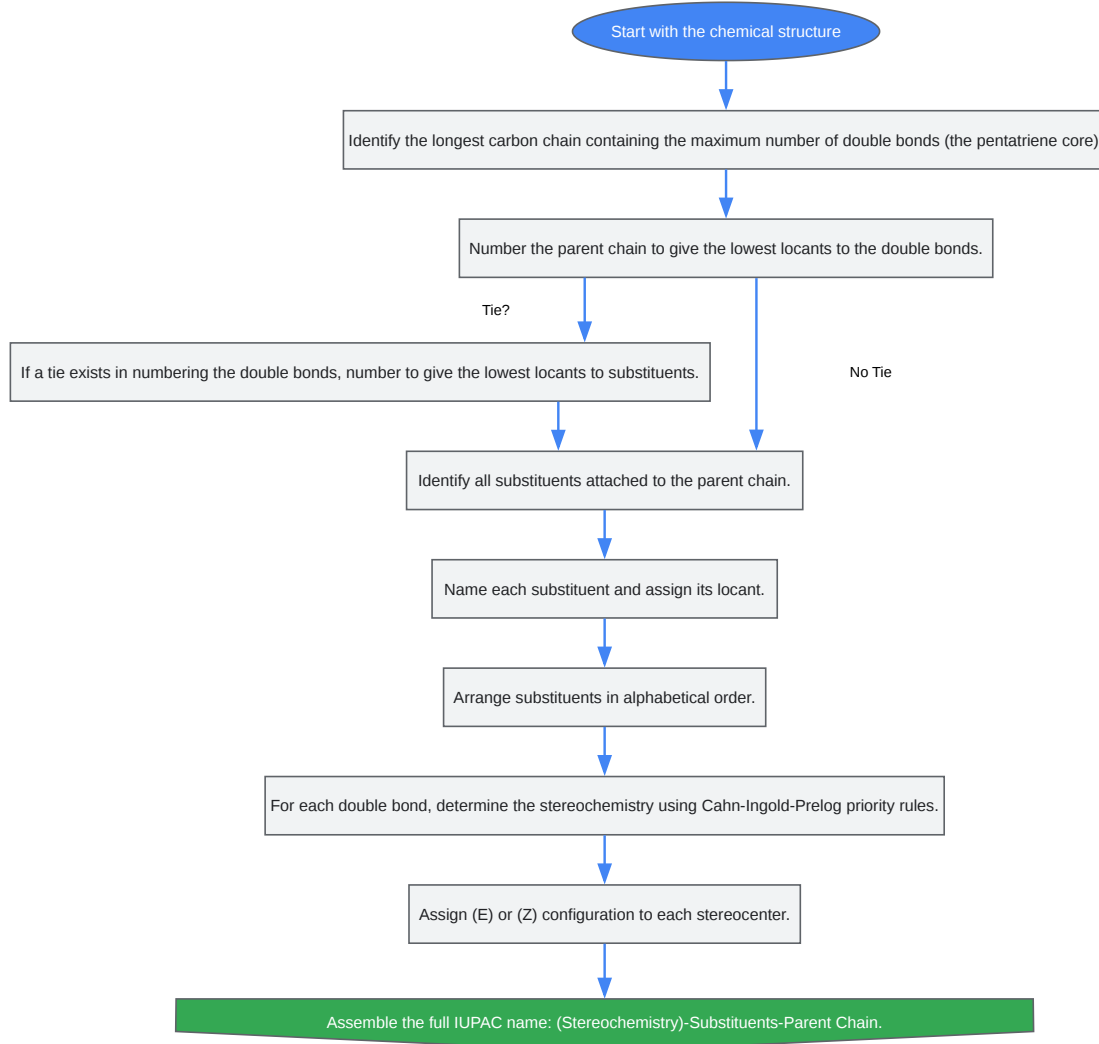 Start with the chemical structure
Identify the longest carbon chain containing the maximum number of double bonds (the pentatriene core)
Number the parent chain to give the lowest locants to the double bonds.
Tie?
If a tie exists in numbering the double bonds, number to give the lowest locants to substituents.
No Tie
Identify all substituents attached to the parent chain.
Name each substituent and assign its locant.
Arrange substituents in alphabetical order.
For each double bond, determine the stereochemistry using Cahn-Ingold-Prelog priority rules.
Assign (E) or (Z) configuration to each stereocenter.
Assemble the full IUPAC name: (Stereochemistry)-Substituents-Parent Chain.